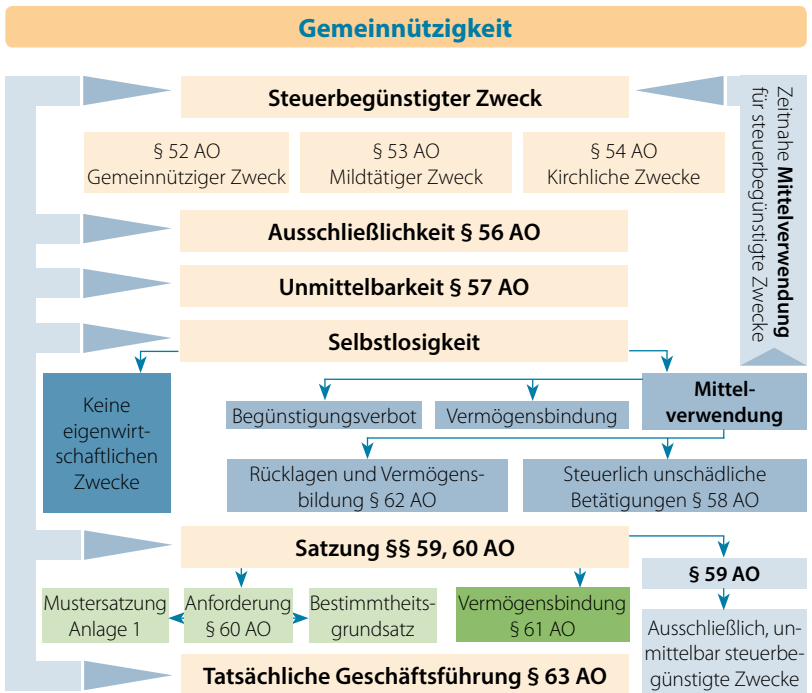 Gemeinnützigkeit
Steuerbegünstigter Zweck
Zeitnahe Mittelverwendung
für steuerbegünstigte Zwecke
§ 52 AO
Gemeinnütziger Zweck
§ 53 AO
Mildtätiger Zweck
§ 54 AO
Kirchliche Zwecke
Ausschließlichkeit § 56 AO
Unmittelbarkeit § 57 AO
Selbstlosigkeit
Keine
eigenwirt-
schaftlichen
Zwecke
Begünstigungsverbot
Vermögensbindung
Mittel-
verwendung
Rücklagen und Vermögens-
bildung § 62 AO
Steuerlich unschädliche
Betätigungen § 58 AO
Satzung §§ 59, 60 AO
§ 59 AO
Mustersatzung
Anlage 1
Anforderung
§ 60 AO
Bestimmtheits-
grundsatz
Vermögensbindung
§ 61 AO
Ausschließlich, un-
mittelbar steuerbe-
günstigte Zwecke
Tatsächliche Geschäftsführung § 63 AO